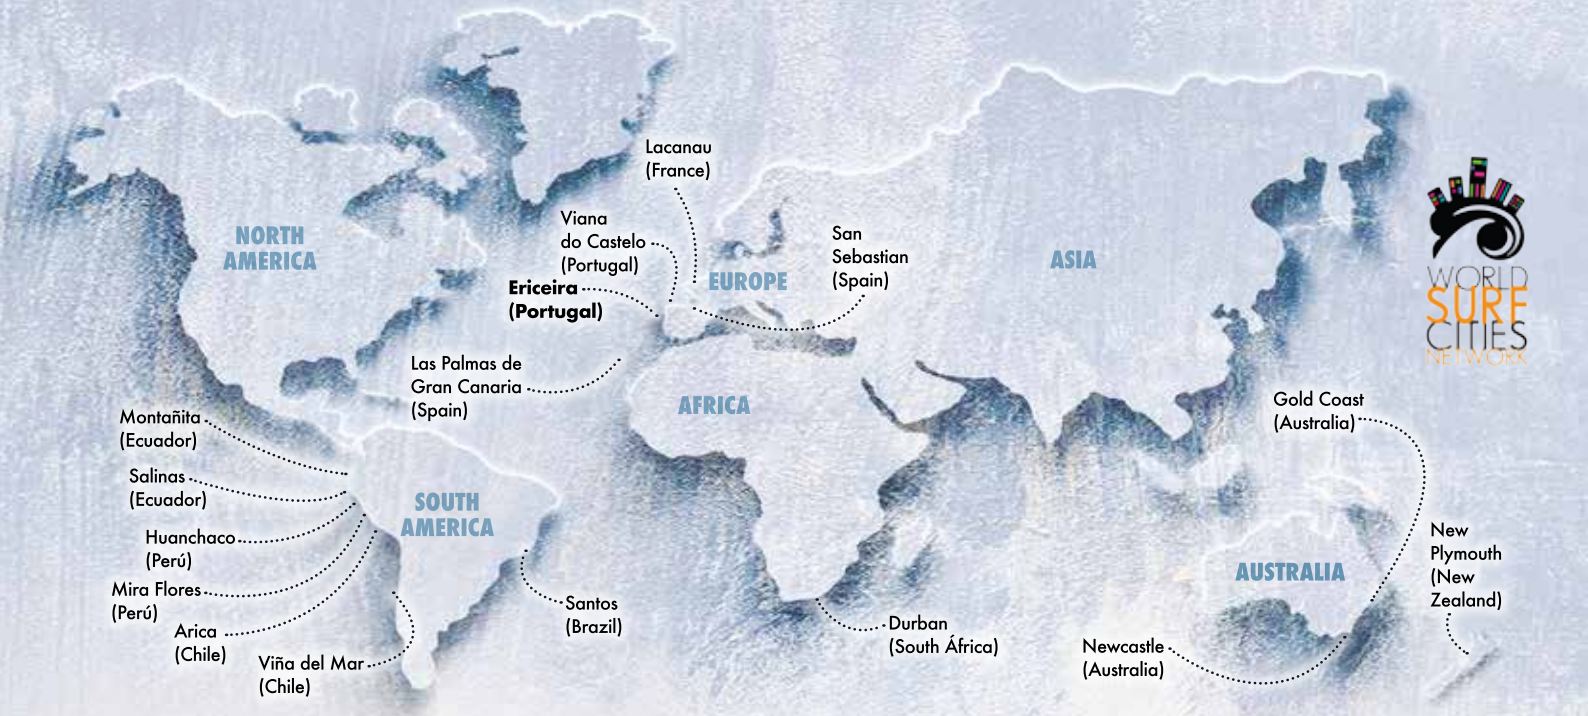 Lacanau
(France)
Viana
do Castelo
(Portugal)
San
Sebastian
(Spain)
NORTH
AMERICA
EUROPE
ASIA
Ericeira
(Portugal)
WORLD
SURF
CITIES
NETWORK
Las Palmas de
Gran Canaria
(Spain)
AFRICA
Gold Coast
(Australia)
Montañita
(Ecuador)
Salinas
(Ecuador)
SOUTH
AMERICA
Huanchaco
(Perú)
Mira Flores
(Perú)
Arica
(Chile)
Viña del Mar
(Chile)
Santos
(Brazil)
Durban
(South África)
AUSTRALIA
Newcastle
(Australia)
New
Plymouth
(New
Zealand)